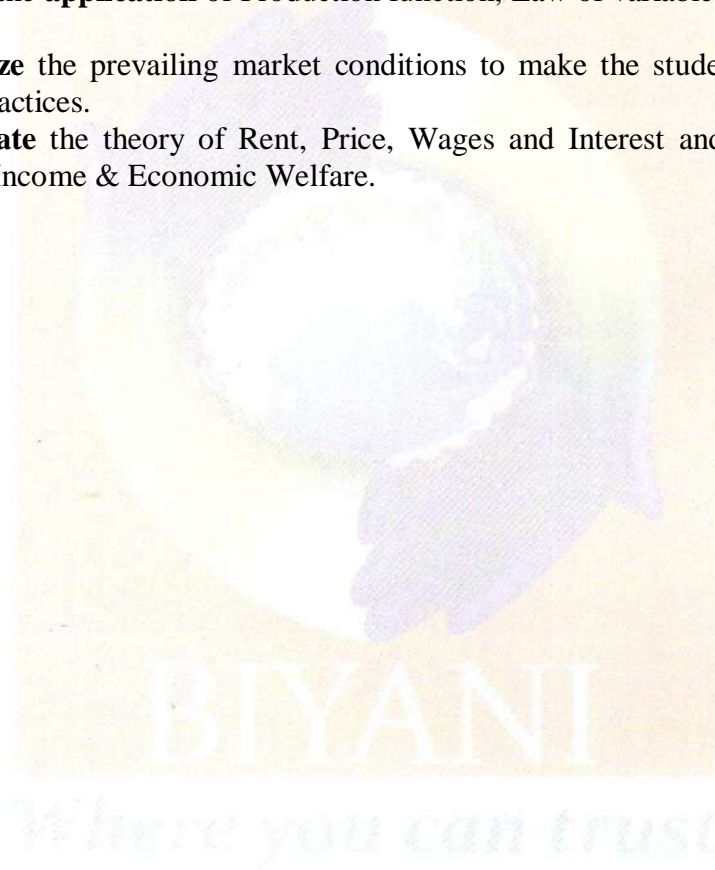 the application of Production function, Law of variable
ze the prevailing market conditions to make the stude
actices.
ate the theory of Rent, Price, Wages and Interest and
Income & Economic Welfare.
BIYANI
Where you can trust